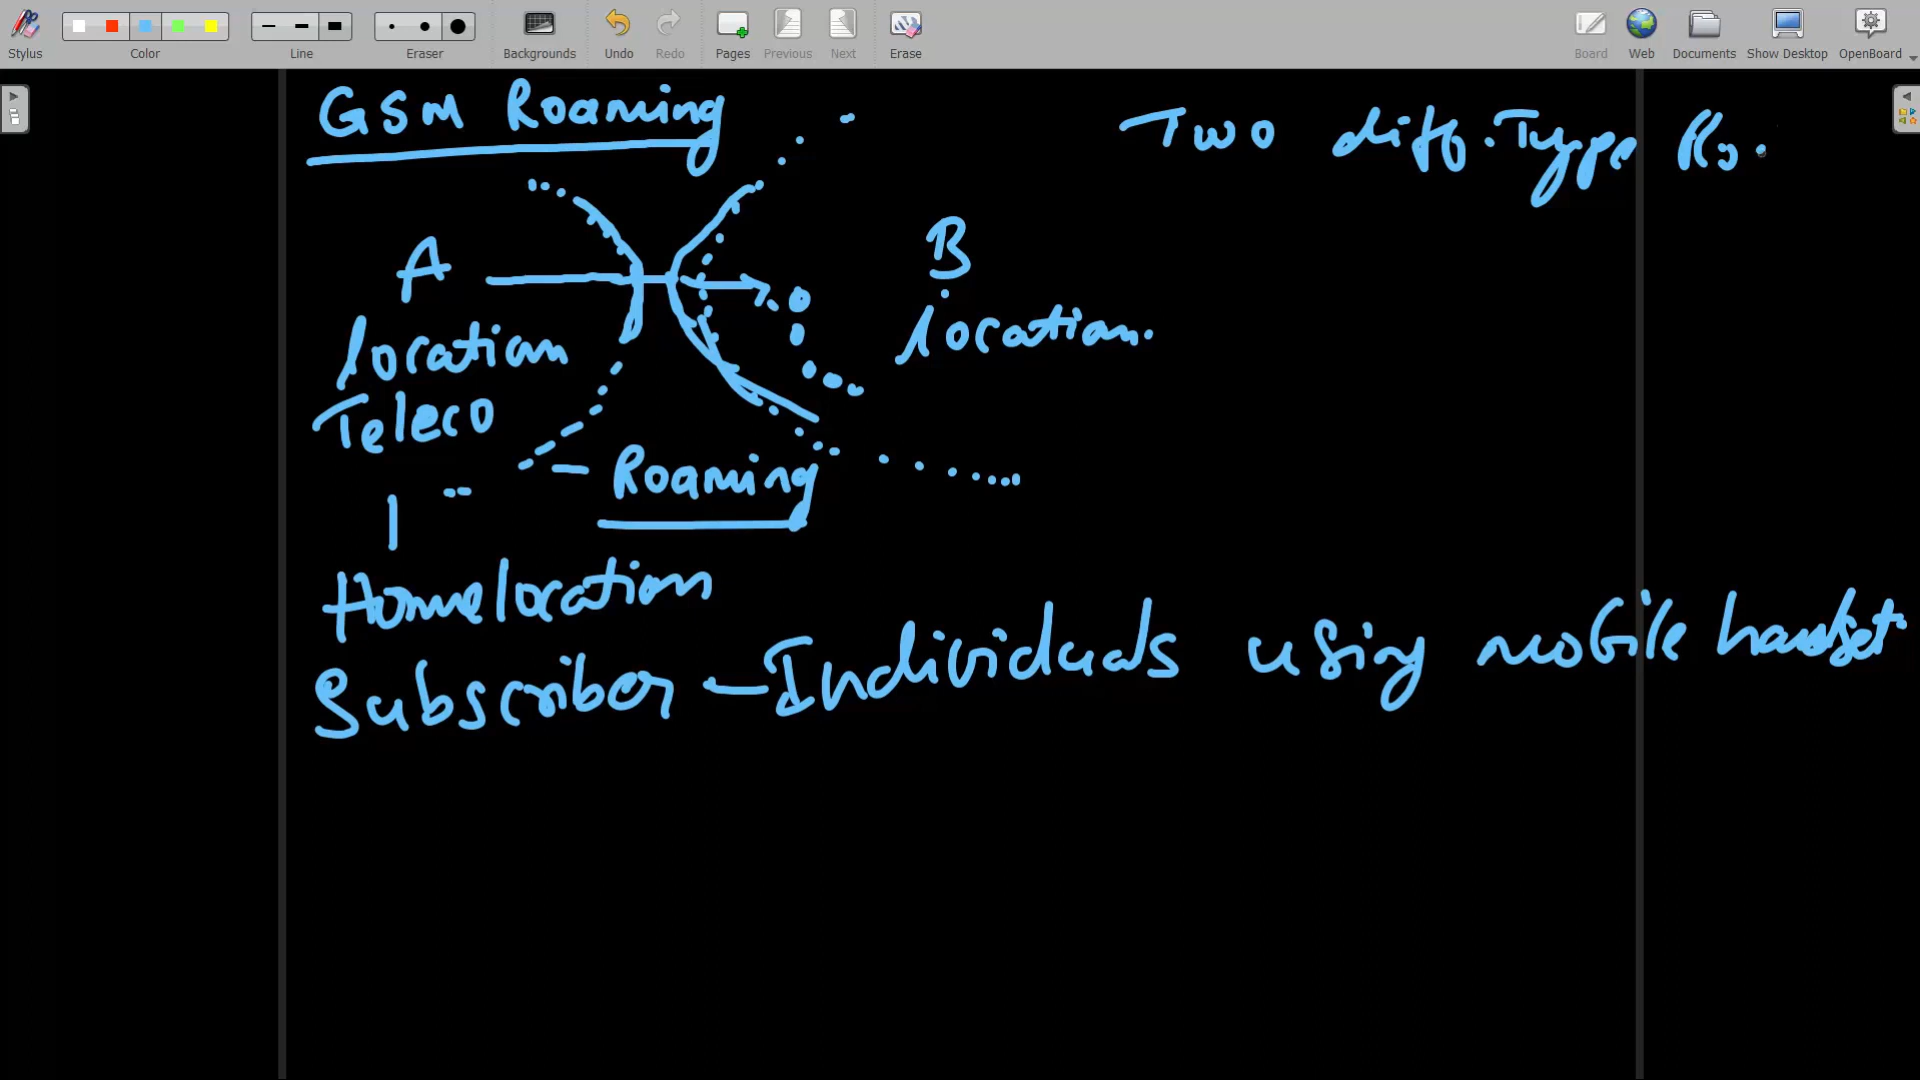 Stylus Color Line Eraser Backgrounds Undo Redo Pages Previous Next Erase Board Web Documents Show Desktop OpenBoard
GSM Roaming
Two diff. Type
A
B
location
location.
Teleco
Roaming
Homelocation
Subscriber - Individuals using mobile handset.